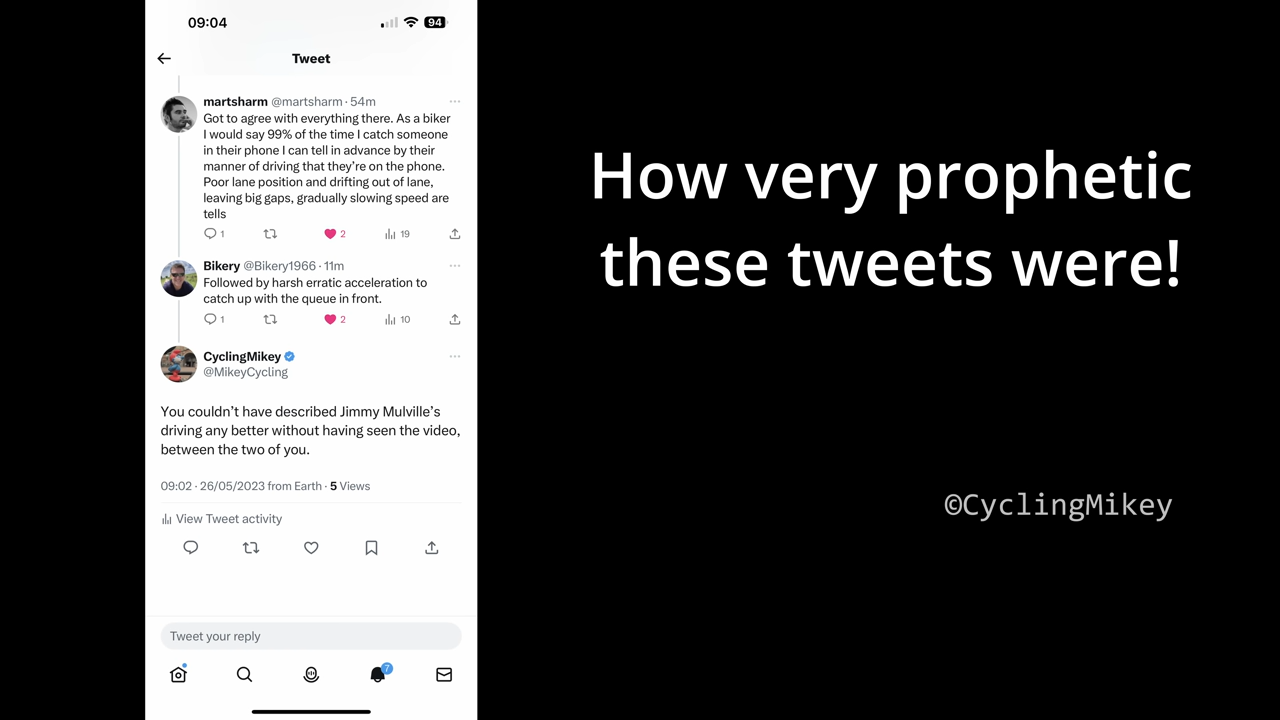 09:04
94
Tweet
martsharm @martsharm · 54m
Got to agree with everything there. As a biker
I would say 99% of the time I catch someone
in their phone I can tell in advance by their
manner of driving that they’re on the phone.
Poor lane position and drifting out of lane,
leaving big gaps, gradually slowing speed are
tells
1 2 19
Bikery @Bikery1966 · 11m
Followed by harsh erratic acceleration to
catch up with the queue in front.
1 2 10
CyclingMikey
@MikeyCycling
You couldn’t have described Jimmy Mulville’s
driving any better without having seen the video,
between the two of you.
09:02 · 26/05/2023 from Earth · 5 Views
View Tweet activity
Tweet your reply
7
How very prophetic
these tweets were!
©CyclingMikey